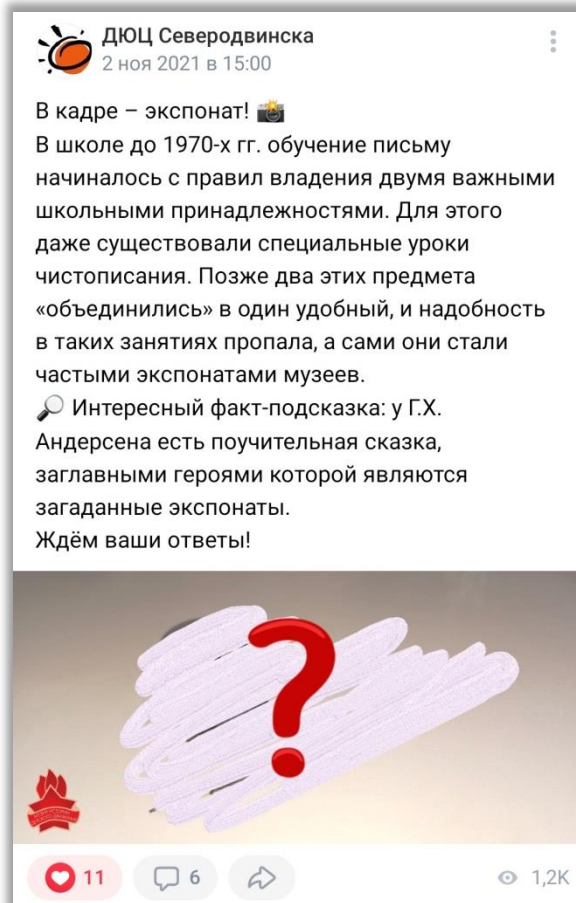 ДЮЦ Северодвинска
2 ноя 2021 в 15:00
В кадре – экспонат! 📸
В школе до 1970-х гг. обучение письму
начиналось с правил владения двумя важными
школьными принадлежностями. Для этого
даже существовали специальные уроки
чистописания. Позже два этих предмета
«объединились» в один удобный, и надобность
в таких занятиях пропала, а сами они стали
частыми экспонатами музеев.
🔎 Интересный факт-подсказка: у Г.Х.
Андерсена есть поучительная сказка,
заглавными героями которой являются
загаданные экспонаты.
Ждём ваши ответы!
?
11 6 1,2K